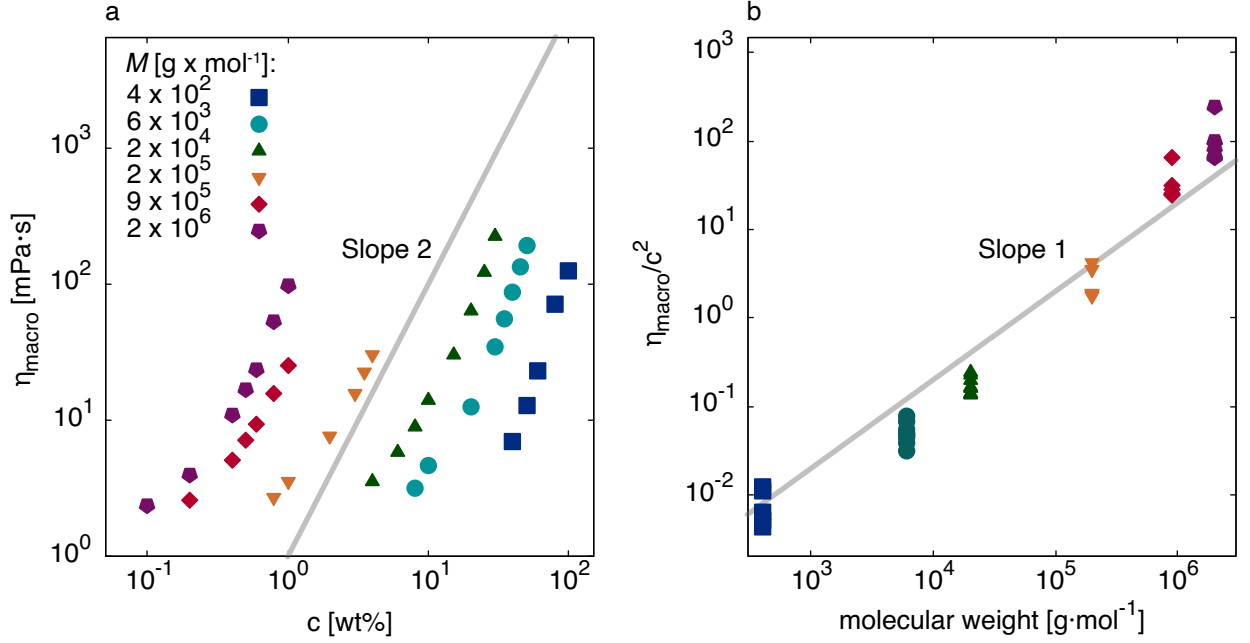 a
M [g x mol⁻¹]:
4 x 10²
6 x 10³
2 x 10⁴
2 x 10⁵
9 x 10⁵
2 x 10⁶
Slope 2
10³
10²
10¹
10⁰
η_macro [mPa·s]
10⁻¹ 10⁰ 10¹ 10²
c [wt%]
b
Slope 1
10³
10²
10¹
10⁰
10⁻¹
10⁻²
η_macro/c²
10³ 10⁴ 10⁵ 10⁶
molecular weight [g·mol⁻¹]